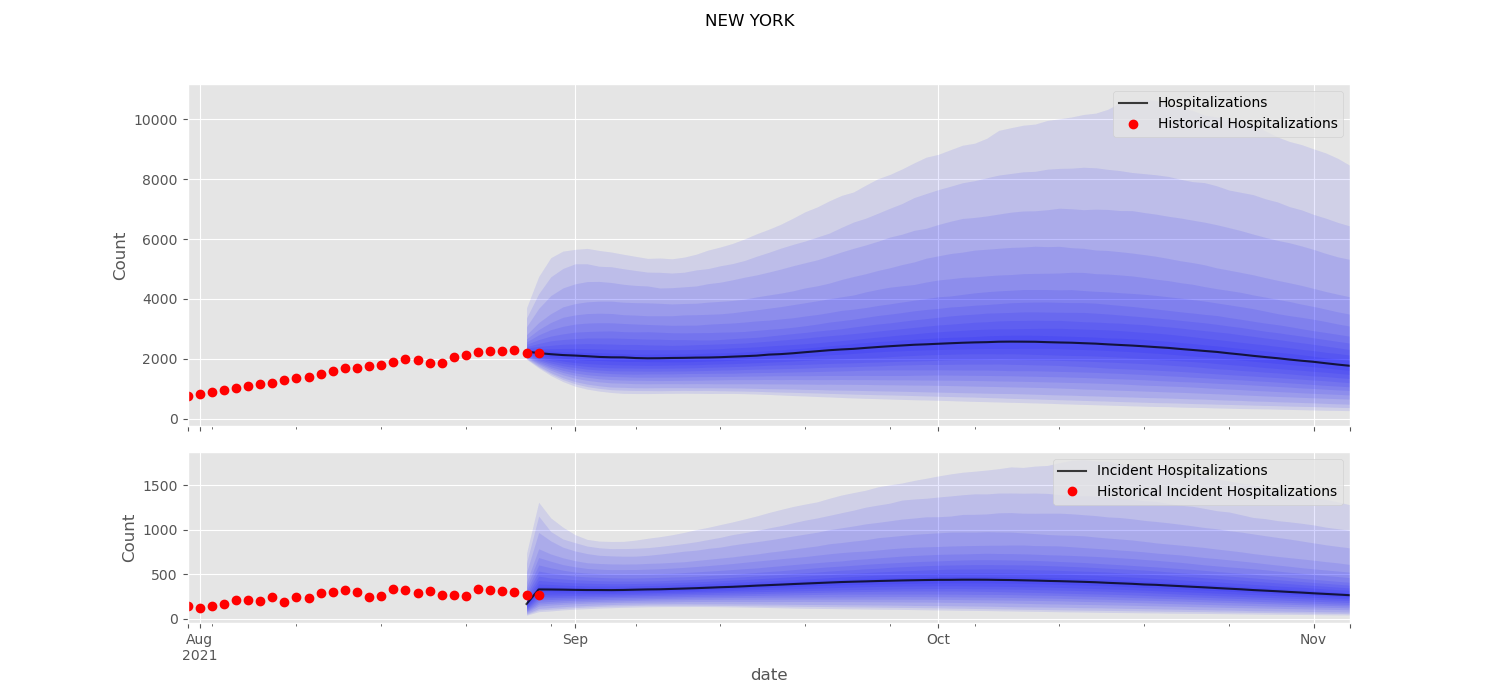 NEW YORK
Hospitalizations
Historical Hospitalizations
10000
8000
6000
4000
2000
0
Count
Incident Hospitalizations
Historical Incident Hospitalizations
1500
1000
500
0
Count
Aug
2021
Sep
Oct
Nov
date